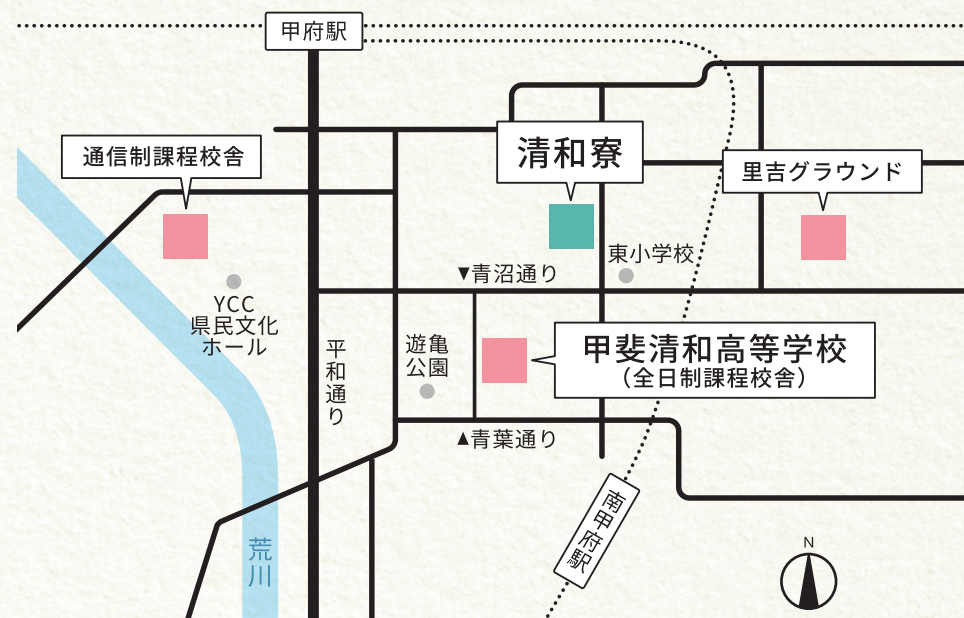 甲府駅
通信制課程校舎
清和寮
里吉グラウンド
東小学校
▼青沼通り
YCC
県民文化
ホール
平和通り
遊亀
公園
甲斐清和高等学校
（全日制課程校舎）
▲青葉通り
南甲府駅
荒川
N